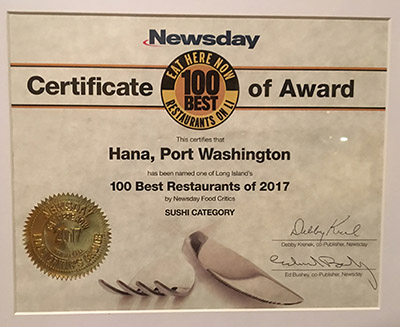 Newsday
Certificate of Award
EAT HERE NOW
100
BEST
RESTAURANTS ON LI
This certifies that
Hana, Port Washington
has been named one of Long Island's
100 Best Restaurants of 2017
by Newsday Food Critics
SUSHI CATEGORY
NEWSDAY
2017
Debby Krenek, co-Publisher, Newsday
Ed Bushey, co-Publisher, Newsday